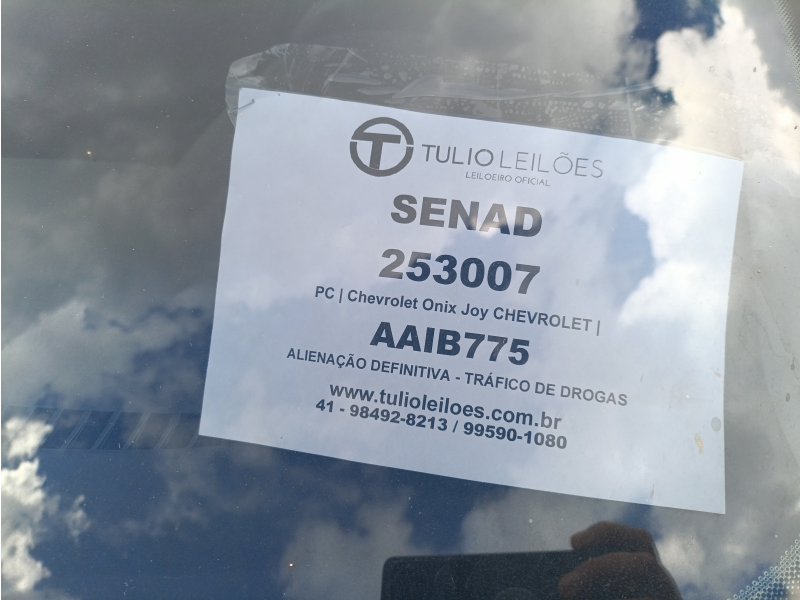 TULIO LEILÕES
LEILOEIRO OFICIAL
SENAD
253007
PC | Chevrolet Onix Joy CHEVROLET |
AAIB775
ALIENAÇÃO DEFINITIVA - TRÁFICO DE DROGAS
www.tulioleiloes.com.br
41 - 98492-8213 / 99590-1080